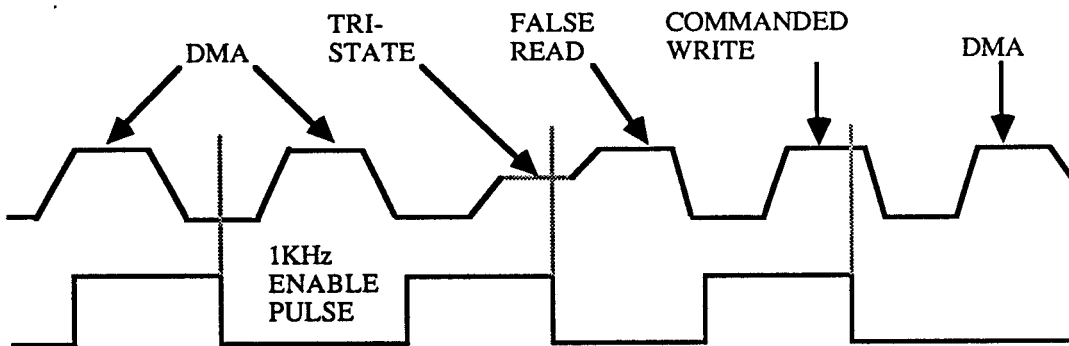 DMA
TRI-
STATE
FALSE
READ
COMMANDED
WRITE
DMA
1KHz
ENABLE
PULSE